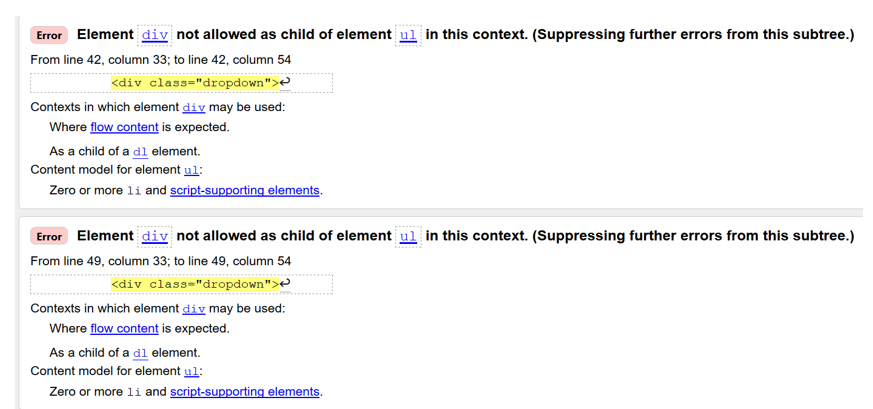 Error Element div not allowed as child of element ul in this context. (Suppressing further errors from this subtree.)
From line 42, column 33; to line 42, column 54
<div class="dropdown">↩
Contexts in which element div may be used:
Where flow content is expected.
As a child of a dl element.
Content model for element ul:
Zero or more li and script-supporting elements.
Error Element div not allowed as child of element ul in this context. (Suppressing further errors from this subtree.)
From line 49, column 33; to line 49, column 54
<div class="dropdown">↩
Contexts in which element div may be used:
Where flow content is expected.
As a child of a dl element.
Content model for element ul:
Zero or more li and script-supporting elements.